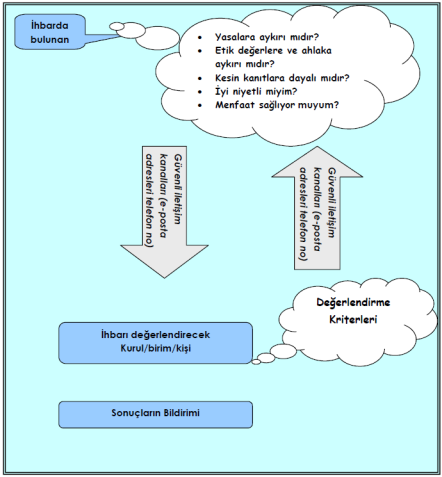 İhbarda
bulunan
• Yasalara aykırı mıdır?
• Etik değerlere ve ahlaka
aykırı mıdır?
• Kesin kanıtlara dayalı mıdır?
• İyi niyetli miyim?
• Menfaat sağlıyor muyum?
Güvenli iletişim
kanalları (e-posta
adresleri telefon no)
Güvenli iletişim
kanalları (e-posta
adresleri telefon no)
Değerlendirme
Kriterleri
İhbarı değerlendirecek
Kurul/birim/kişi
Sonuçların Bildirimi